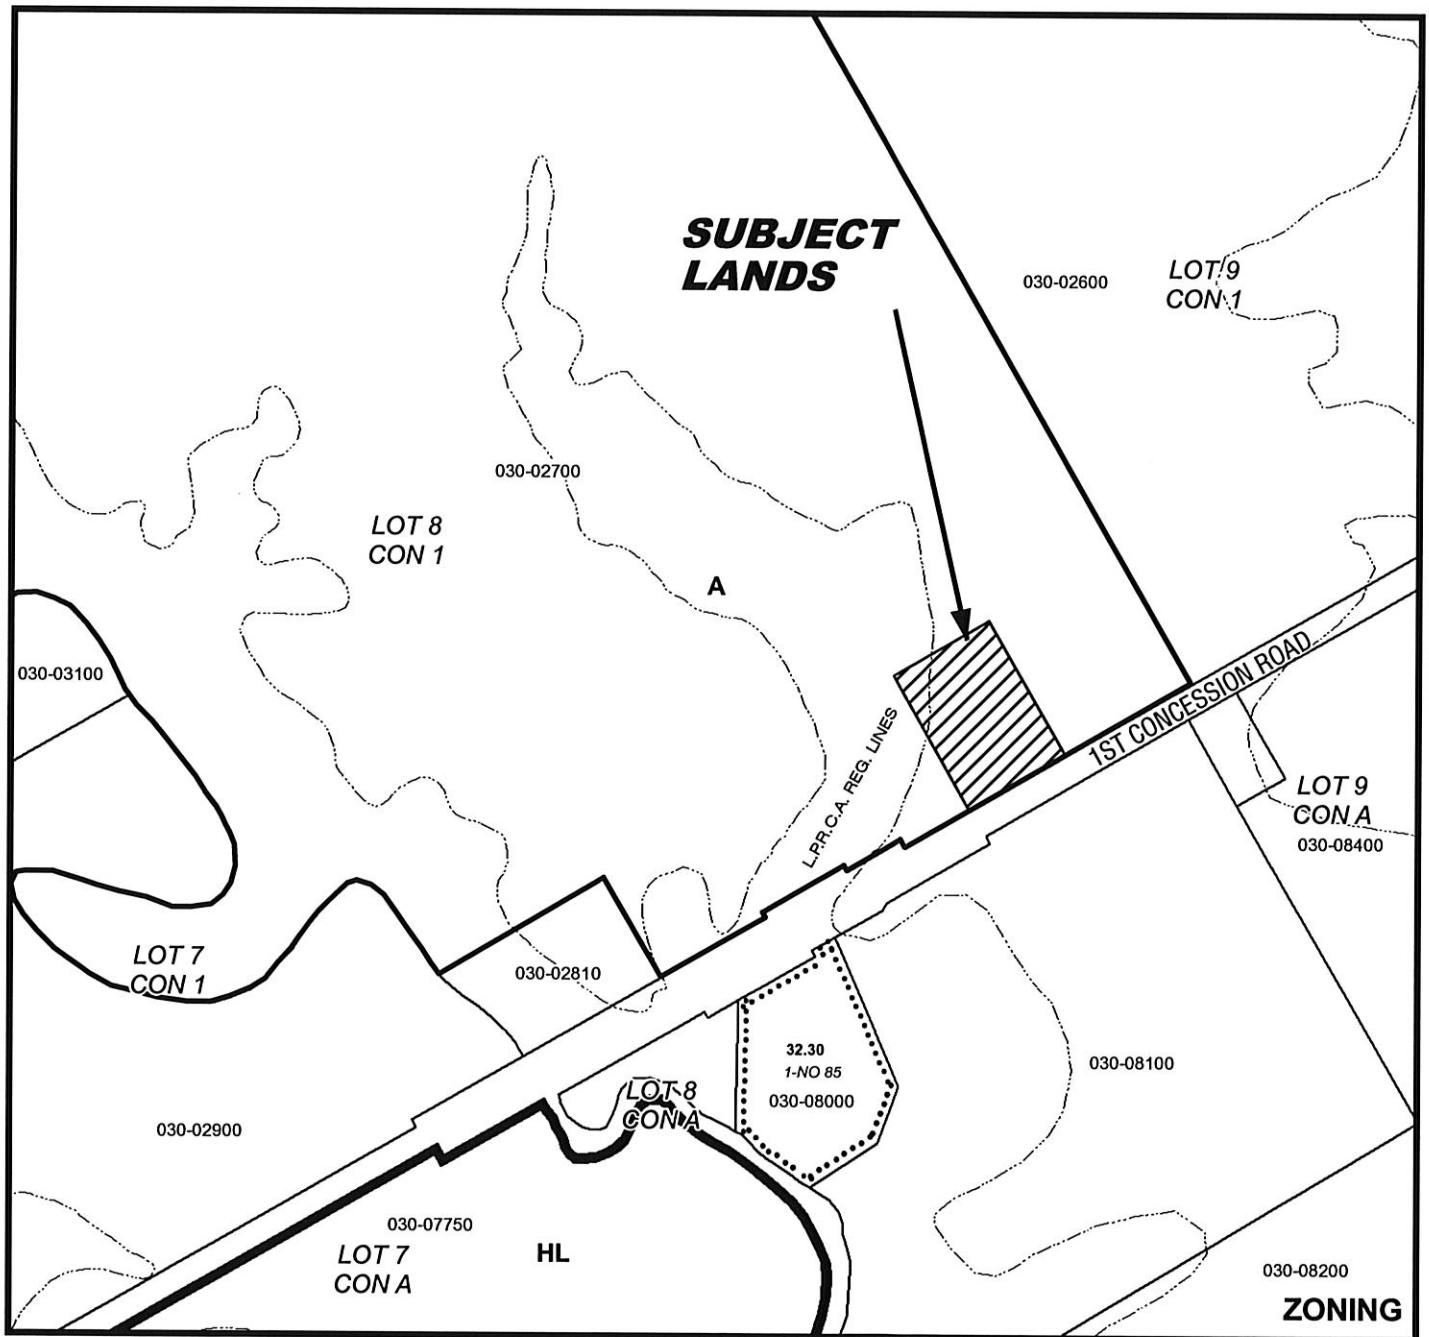 SUBJECT
LANDS
030-02600
LOT 9
CON 1
030-02700
LOT 8
CON 1
A
030-03100
1ST CONCESSION ROAD
L.P.R.C.A. REG. LINES
LOT 9
CON A
030-08400
LOT 7
CON 1
030-02810
32.30
1-NO 85
030-08000
030-08100
LOT 8
CON A
030-02900
030-07750
LOT 7
CON A
HL
030-08200
ZONING